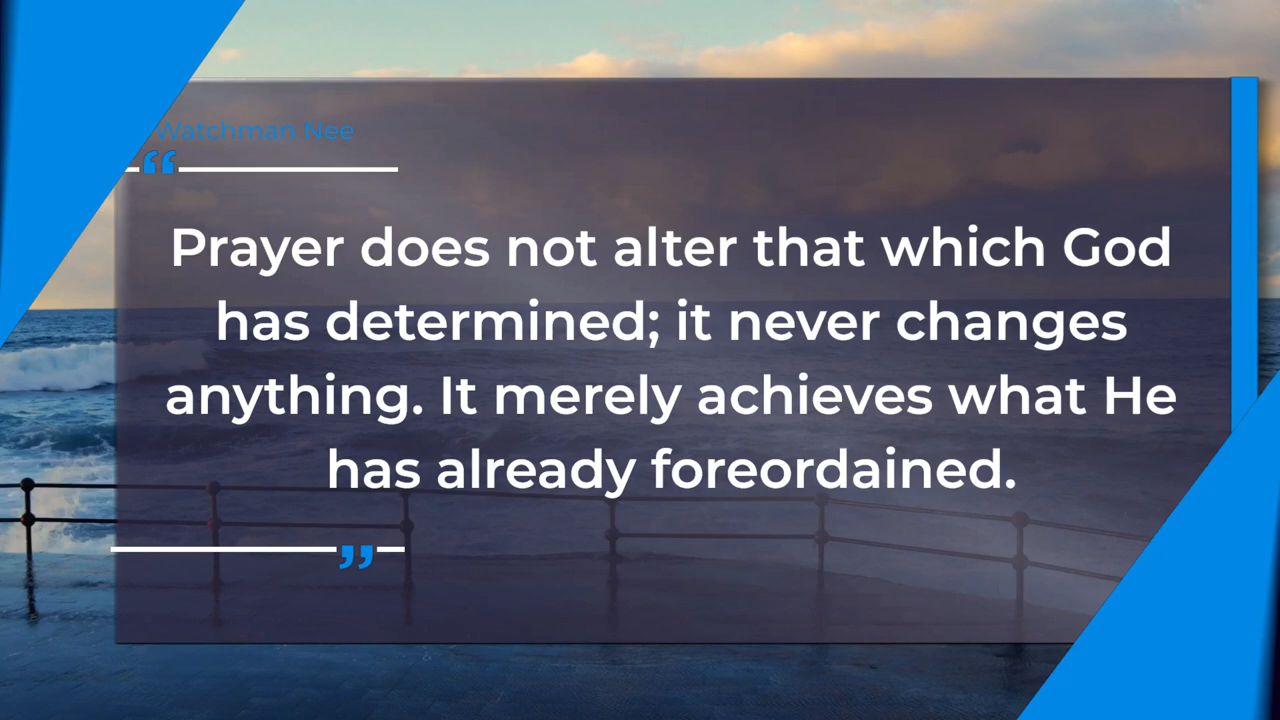 Watchman Nee
“
Prayer does not alter that which God
has determined; it never changes
anything. It merely achieves what He
has already foreordained.
”